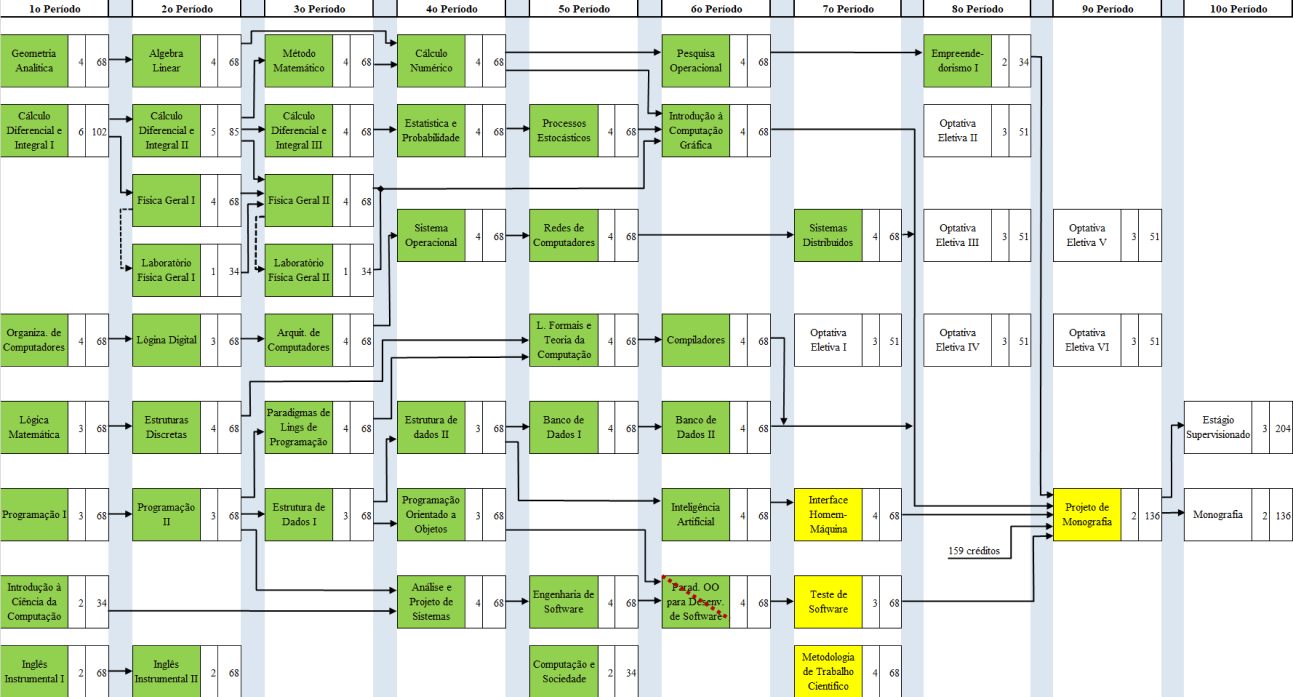 1o Período
2o Período
3o Período
4o Período
5o Período
6o Período
7o Período
8o Período
9o Período
10o Período
Geometria
Analitica
4 68
Algebra
Linear
4 68
Método
Matemático
4 68
Cálculo
Numérico
4 68
Pesquisa
Operacional
4 68
Empreende-
dorismo I
2 34
Cálculo
Diferencial e
Integral I
6 102
Cálculo
Diferencial e
Integral II
5 85
Cálculo
Diferencial e
Integral III
4 68
Estatistica e
Probabilidade
4 68
Processos
Estocásticos
4 68
Introdução á
Computação
Gráfica
4 68
Optativa
Eletiva II
3 51
Fisica Geral I
4 68
Fisica Geral II
4 68
Sistema
Operacional
4 68
Redes de
Computadores
4 68
Sistemas
Distribuidos
4 68
Optativa
Eletiva III
3 51
Optativa
Eletiva V
3 51
Laboratório
Fisica Geral I
1 34
Laboratório
Fisica Geral II
1 34
Organiza. de
Computadores
4 68
Lógina Digital
3 68
Arquit. de
Computadores
4 68
L. Formais e
Teoria da
Computação
4 68
Compiladores
4 68
Optativa
Eletiva I
3 51
Optativa
Eletiva IV
3 51
Optativa
Eletiva VI
3 51
Lógica
Matemática
3 68
Estruturas
Discretas
4 68
Paradigmas de
Lings de
Programação
4 68
Estrutura de
dados II
3 68
Banco de
Dados I
4 68
Banco de
Dados II
4 68
Estágio
Supervisionado
3 204
Programação I
3 68
Programação
II
3 68
Estrutura de
Dados I
3 68
Programação
Orientado a
Objetos
3 68
Inteligência
Artificial
4 68
Interface
Homem-
Máquina
4 68
Projeto de
Monografia
2 136
Monografia
2 136
159 créditos
Introdução à
Ciência da
Computação
2 34
Análise e
Projeto de
Sistemas
4 68
Engenharia de
Software
4 68
Parad. OO
para Desenv.
de Software
4 68
Teste de
Software
3 68
Inglês
Instrumental I
2 68
Inglês
Instrumental II
2 68
Computação e
Sociedade
2 34
Metodologia
de Trabalho
Cientifico
4 68